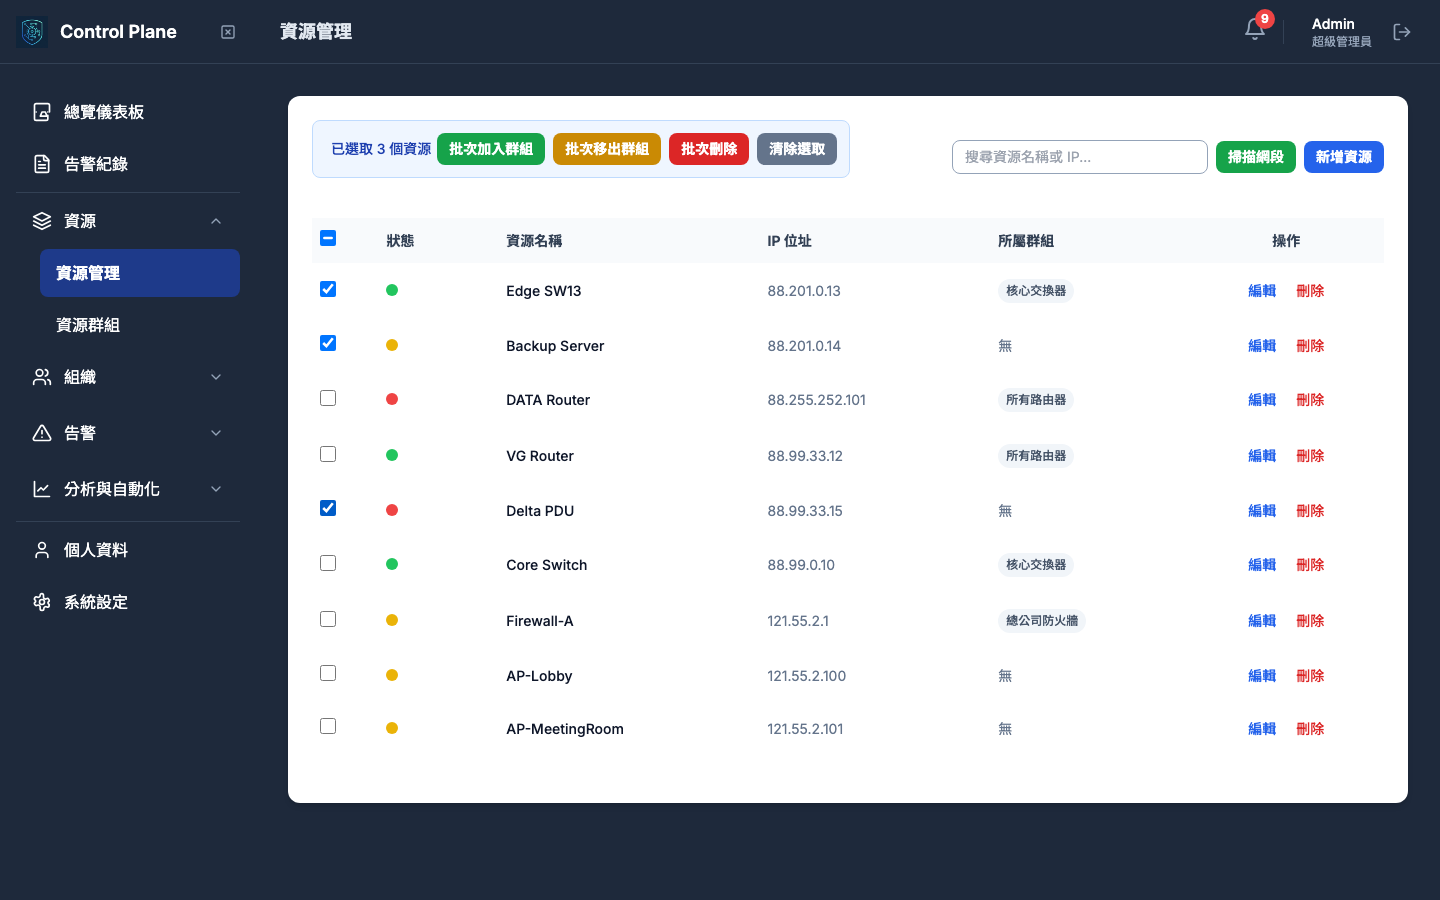 Control Plane
資源管理
9
Admin
超級管理員
總覽儀表板
告警紀錄
資源
資源管理
資源群組
組織
告警
分析與自動化
個人資料
系統設定
已選取 3 個資源 批次加入群組 批次移出群組 批次刪除 清除選取
搜尋資源名稱或 IP... 掃描網段 新增資源
狀態 資源名稱 IP 位址 所屬群組 操作
Edge SW13 88.201.0.13 核心交換器 編輯 刪除
Backup Server 88.201.0.14 無 編輯 刪除
DATA Router 88.255.252.101 所有路由器 編輯 刪除
VG Router 88.99.33.12 所有路由器 編輯 刪除
Delta PDU 88.99.33.15 無 編輯 刪除
Core Switch 88.99.0.10 核心交換器 編輯 刪除
Firewall-A 121.55.2.1 總公司防火牆 編輯 刪除
AP-Lobby 121.55.2.100 無 編輯 刪除
AP-MeetingRoom 121.55.2.101 無 編輯 刪除